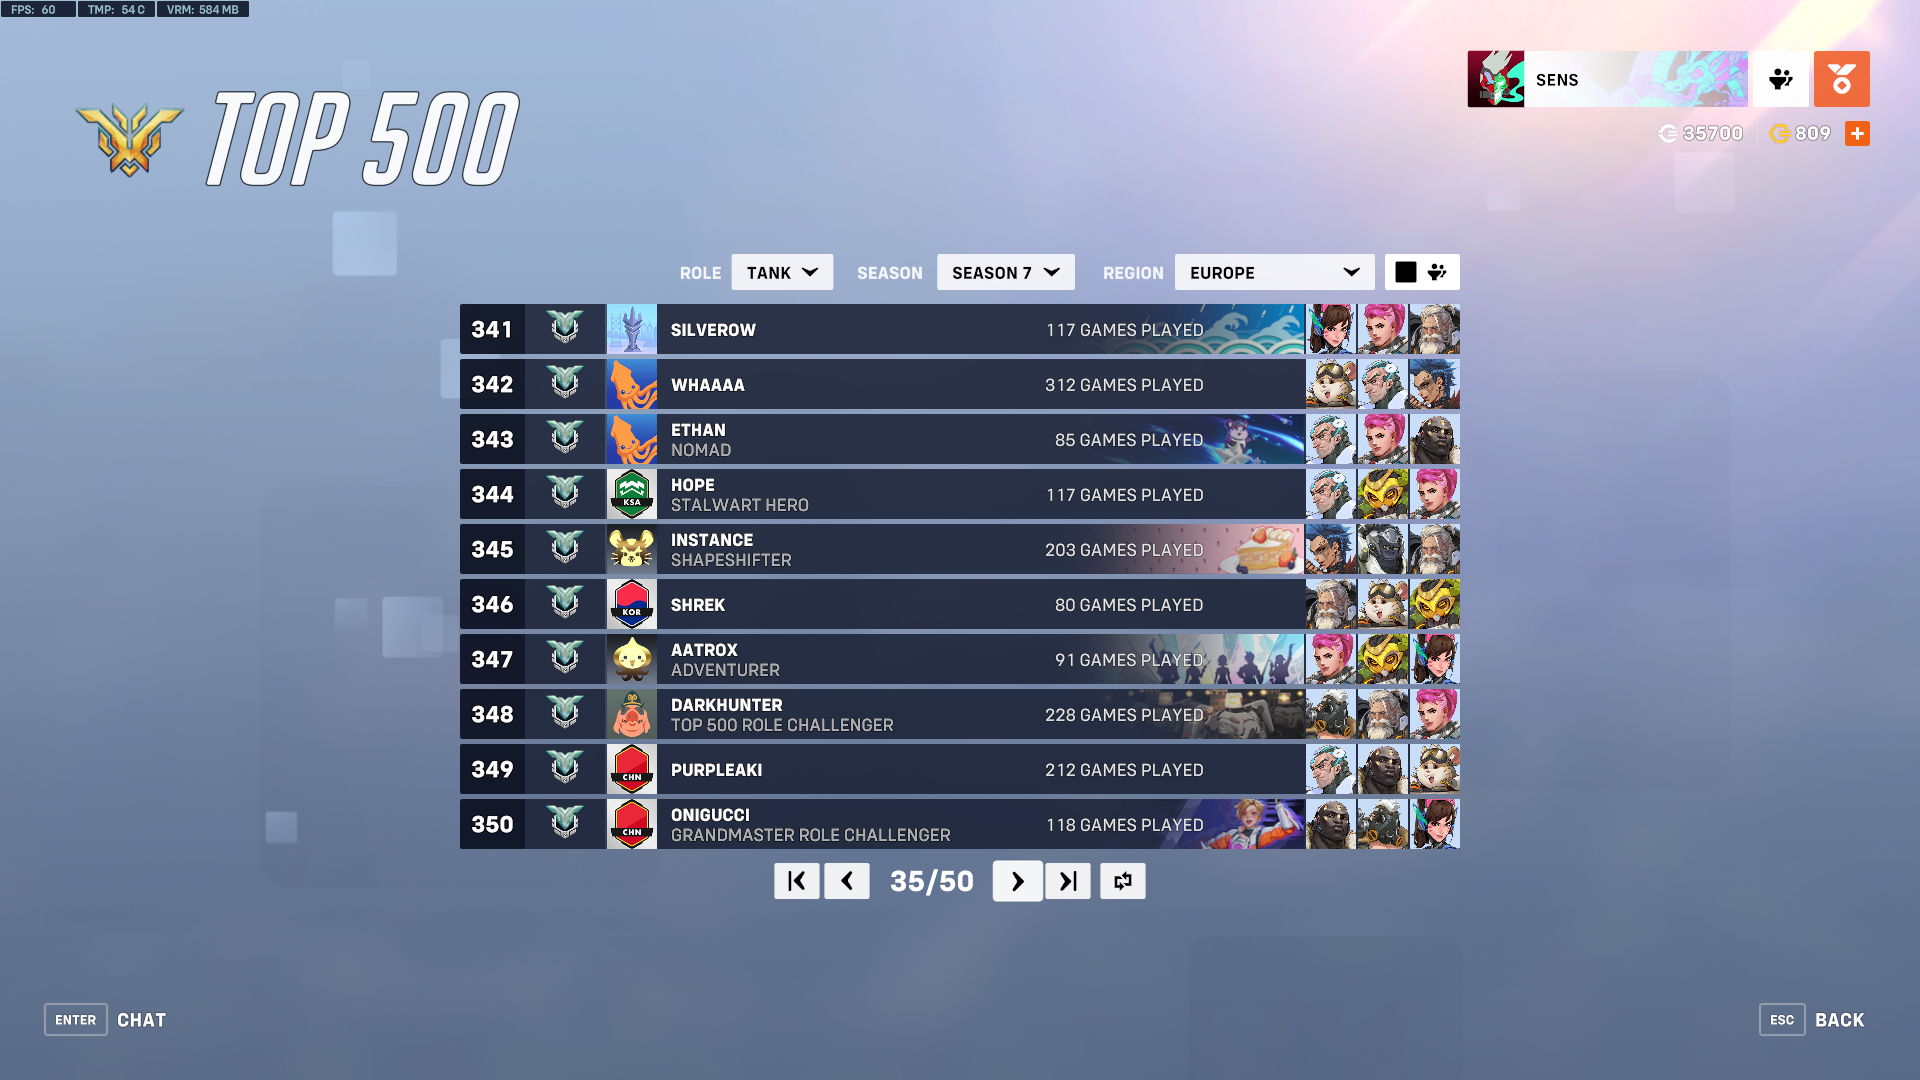 FPS: 60 TMP: 54 C VRM: 584 MB
TOP 500
SENS
35700 809
ROLE TANK SEASON SEASON 7 REGION EUROPE
341 SILVEROW 117 GAMES PLAYED
342 WHAAAA 312 GAMES PLAYED
343 ETHAN 85 GAMES PLAYED
NOMAD
344 KSA HOPE 117 GAMES PLAYED
STALWART HERO
345 INSTANCE 203 GAMES PLAYED
SHAPESHIFTER
346 KOR SHREK 80 GAMES PLAYED
347 AATROX 91 GAMES PLAYED
ADVENTURER
348 DARKHUNTER 228 GAMES PLAYED
TOP 500 ROLE CHALLENGER
349 CHN PURPLEAKI 212 GAMES PLAYED
350 CHN ONIGUCCI 118 GAMES PLAYED
GRANDMASTER ROLE CHALLENGER
35/50
ENTER CHAT
ESC BACK